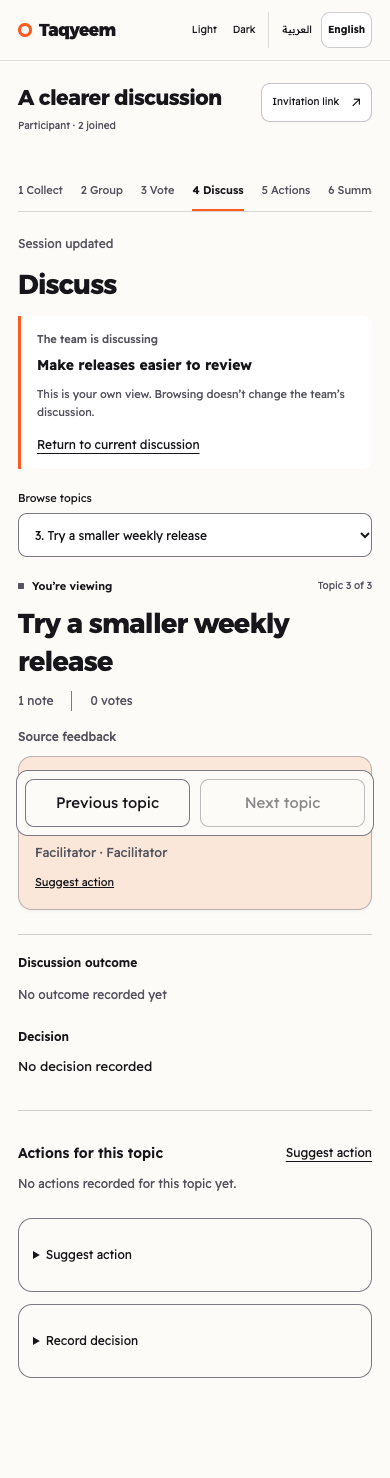 Taqyeem
Light
Dark
العربية
English
A clearer discussion
Participant · 2 joined
Invitation link
1 Collect
2 Group
3 Vote
4 Discuss
5 Actions
6 Summ
Session updated
Discuss
The team is discussing
Make releases easier to review
This is your own view. Browsing doesn’t change the team’s
discussion.
Return to current discussion
Browse topics
3. Try a smaller weekly release
You’re viewing
Topic 3 of 3
Try a smaller weekly
release
1 note
0 votes
Source feedback
Previous topic
Next topic
Facilitator · Facilitator
Suggest action
Discussion outcome
No outcome recorded yet
Decision
No decision recorded
Actions for this topic
Suggest action
No actions recorded for this topic yet.
Suggest action
Record decision